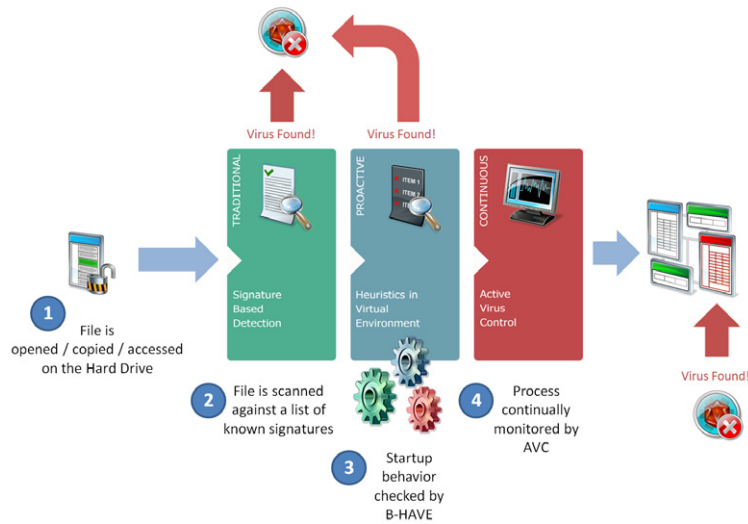 Virus Found!
Virus Found!
TRADITIONAL
PROACTIVE
CONTINUOUS
ITEM 1
ITEM 2
Signature
Based
Detection
Heuristics in
Virtual
Environment
Active
Virus
Control
1
File is
opened / copied / accessed
on the Hard Drive
2
File is scanned
against a list of
known signatures
3
Startup
behavior
checked by
B-HAVE
4
Process
continually
monitored by
AVC
Virus Found!